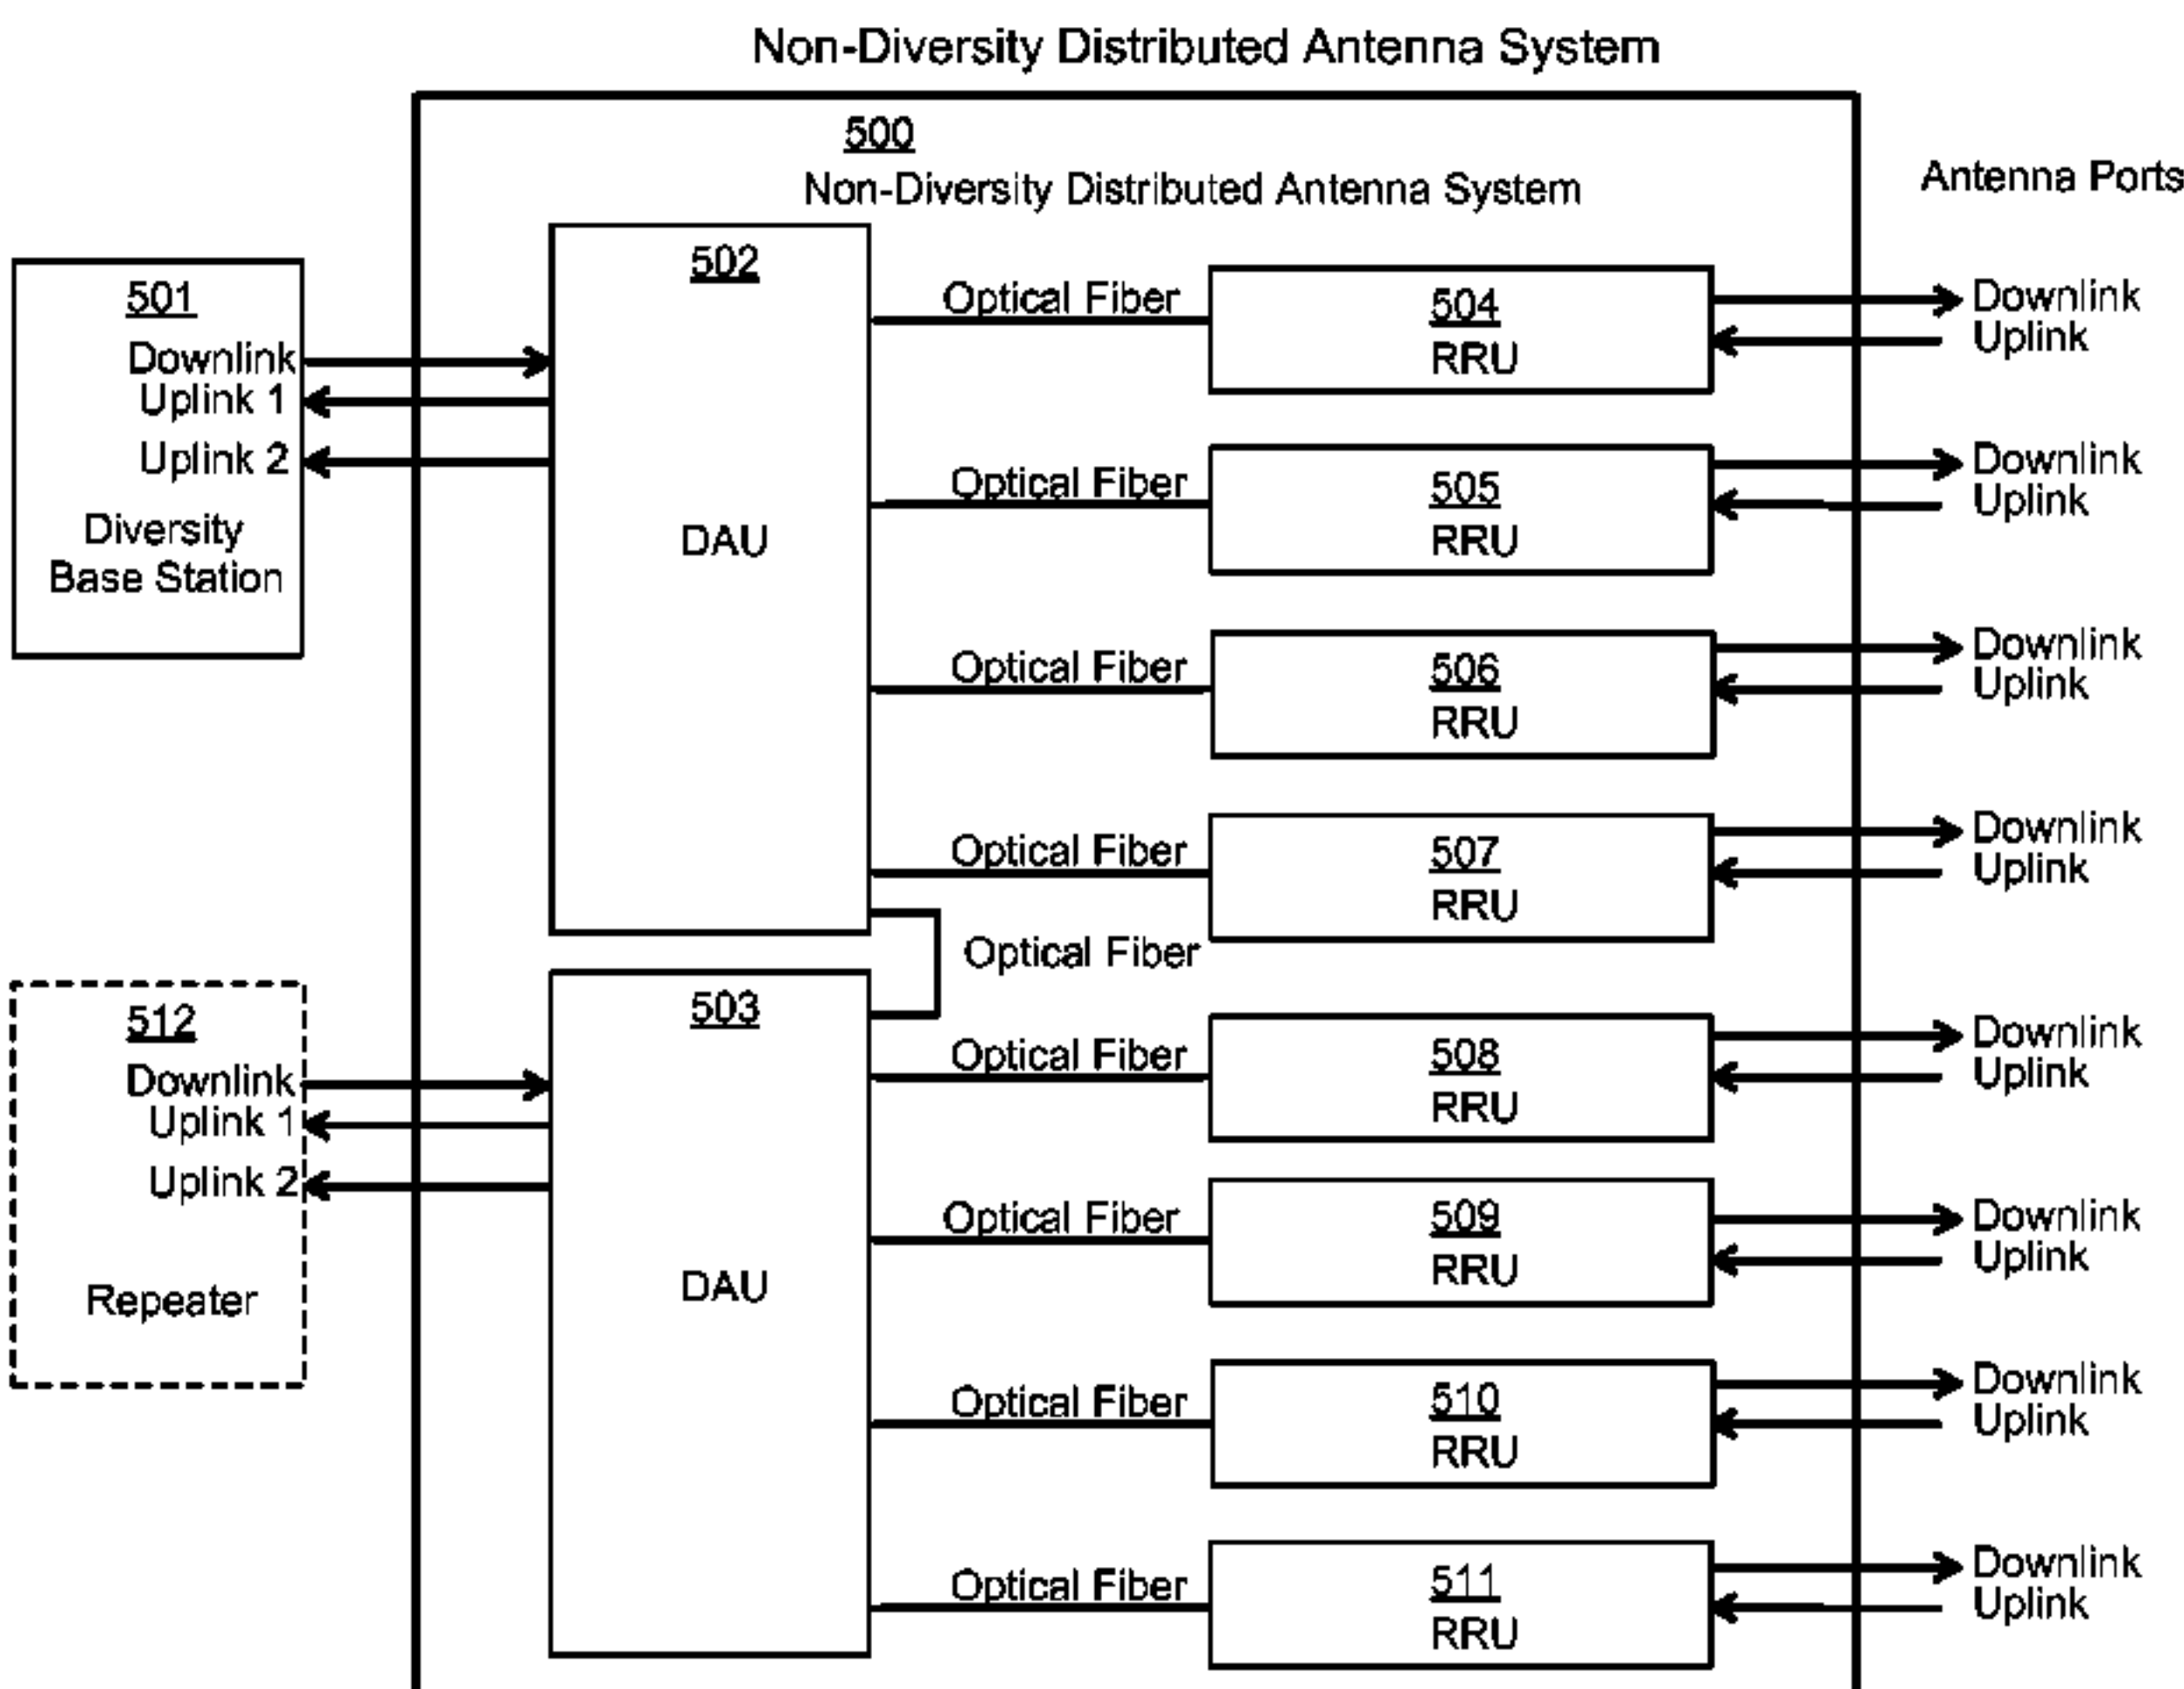 Non-Diversity Distributed Antenna System
500
Non-Diversity Distributed Antenna System
Antenna Ports
501
Downlink
Uplink 1
Uplink 2
Diversity
Base Station
502
DAU
Optical Fiber
504
RRU
Downlink
Uplink
Optical Fiber
505
RRU
Downlink
Uplink
Optical Fiber
506
RRU
Downlink
Uplink
Optical Fiber
507
RRU
Downlink
Uplink
Optical Fiber
512
Downlink
Uplink 1
Uplink 2
Repeater
503
DAU
Optical Fiber
508
RRU
Downlink
Uplink
Optical Fiber
509
RRU
Downlink
Uplink
Optical Fiber
510
RRU
Downlink
Uplink
Optical Fiber
511
RRU
Downlink
Uplink